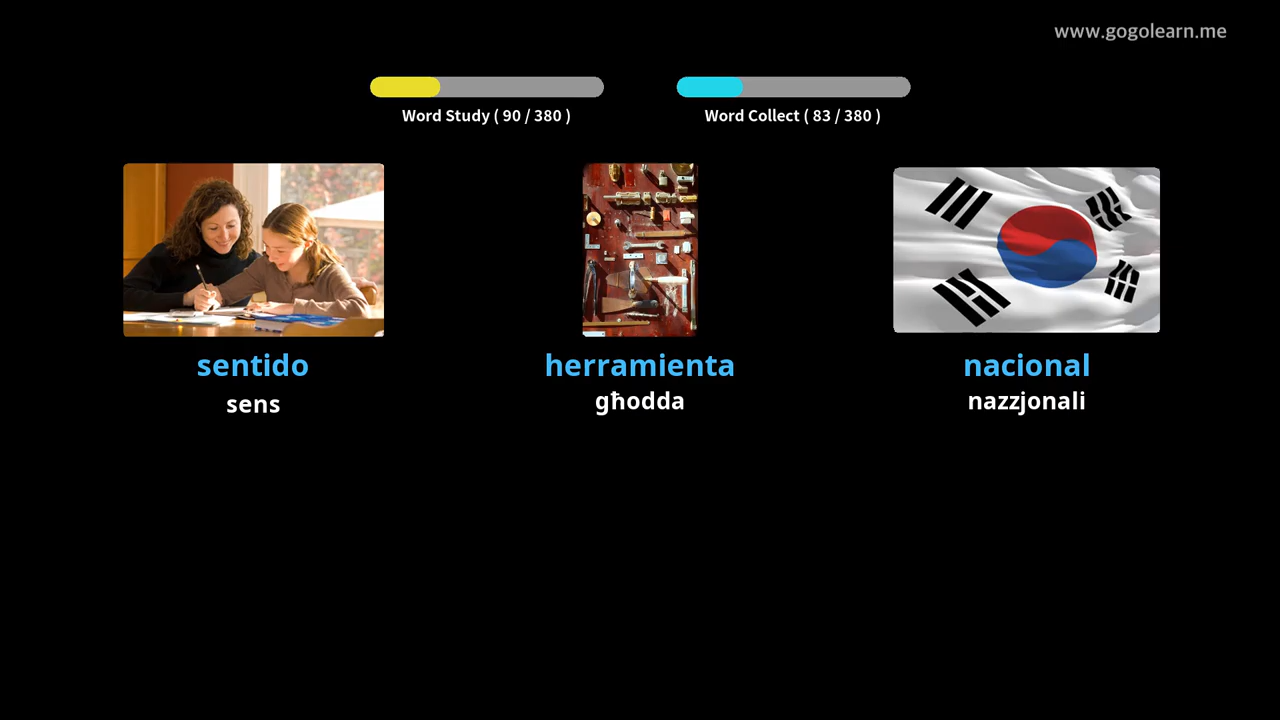 www.gogolearn.me
Word Study ( 90 / 380 )
Word Collect ( 83 / 380 )
sentido
sens
herramienta
għodda
nacional
nazzjonali